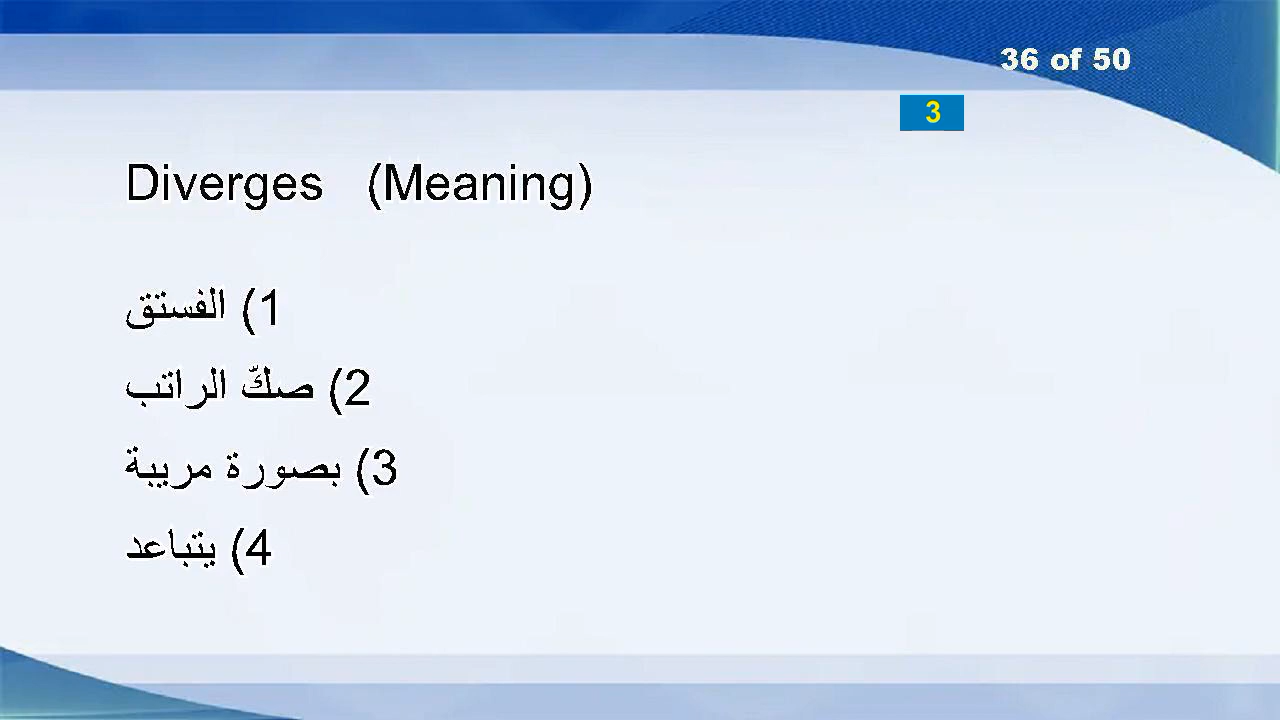 36 of 50
3
Diverges (Meaning)
1) الفستق
2) صكّ الراتب
3) بصورة مريبة
4) يتباعد